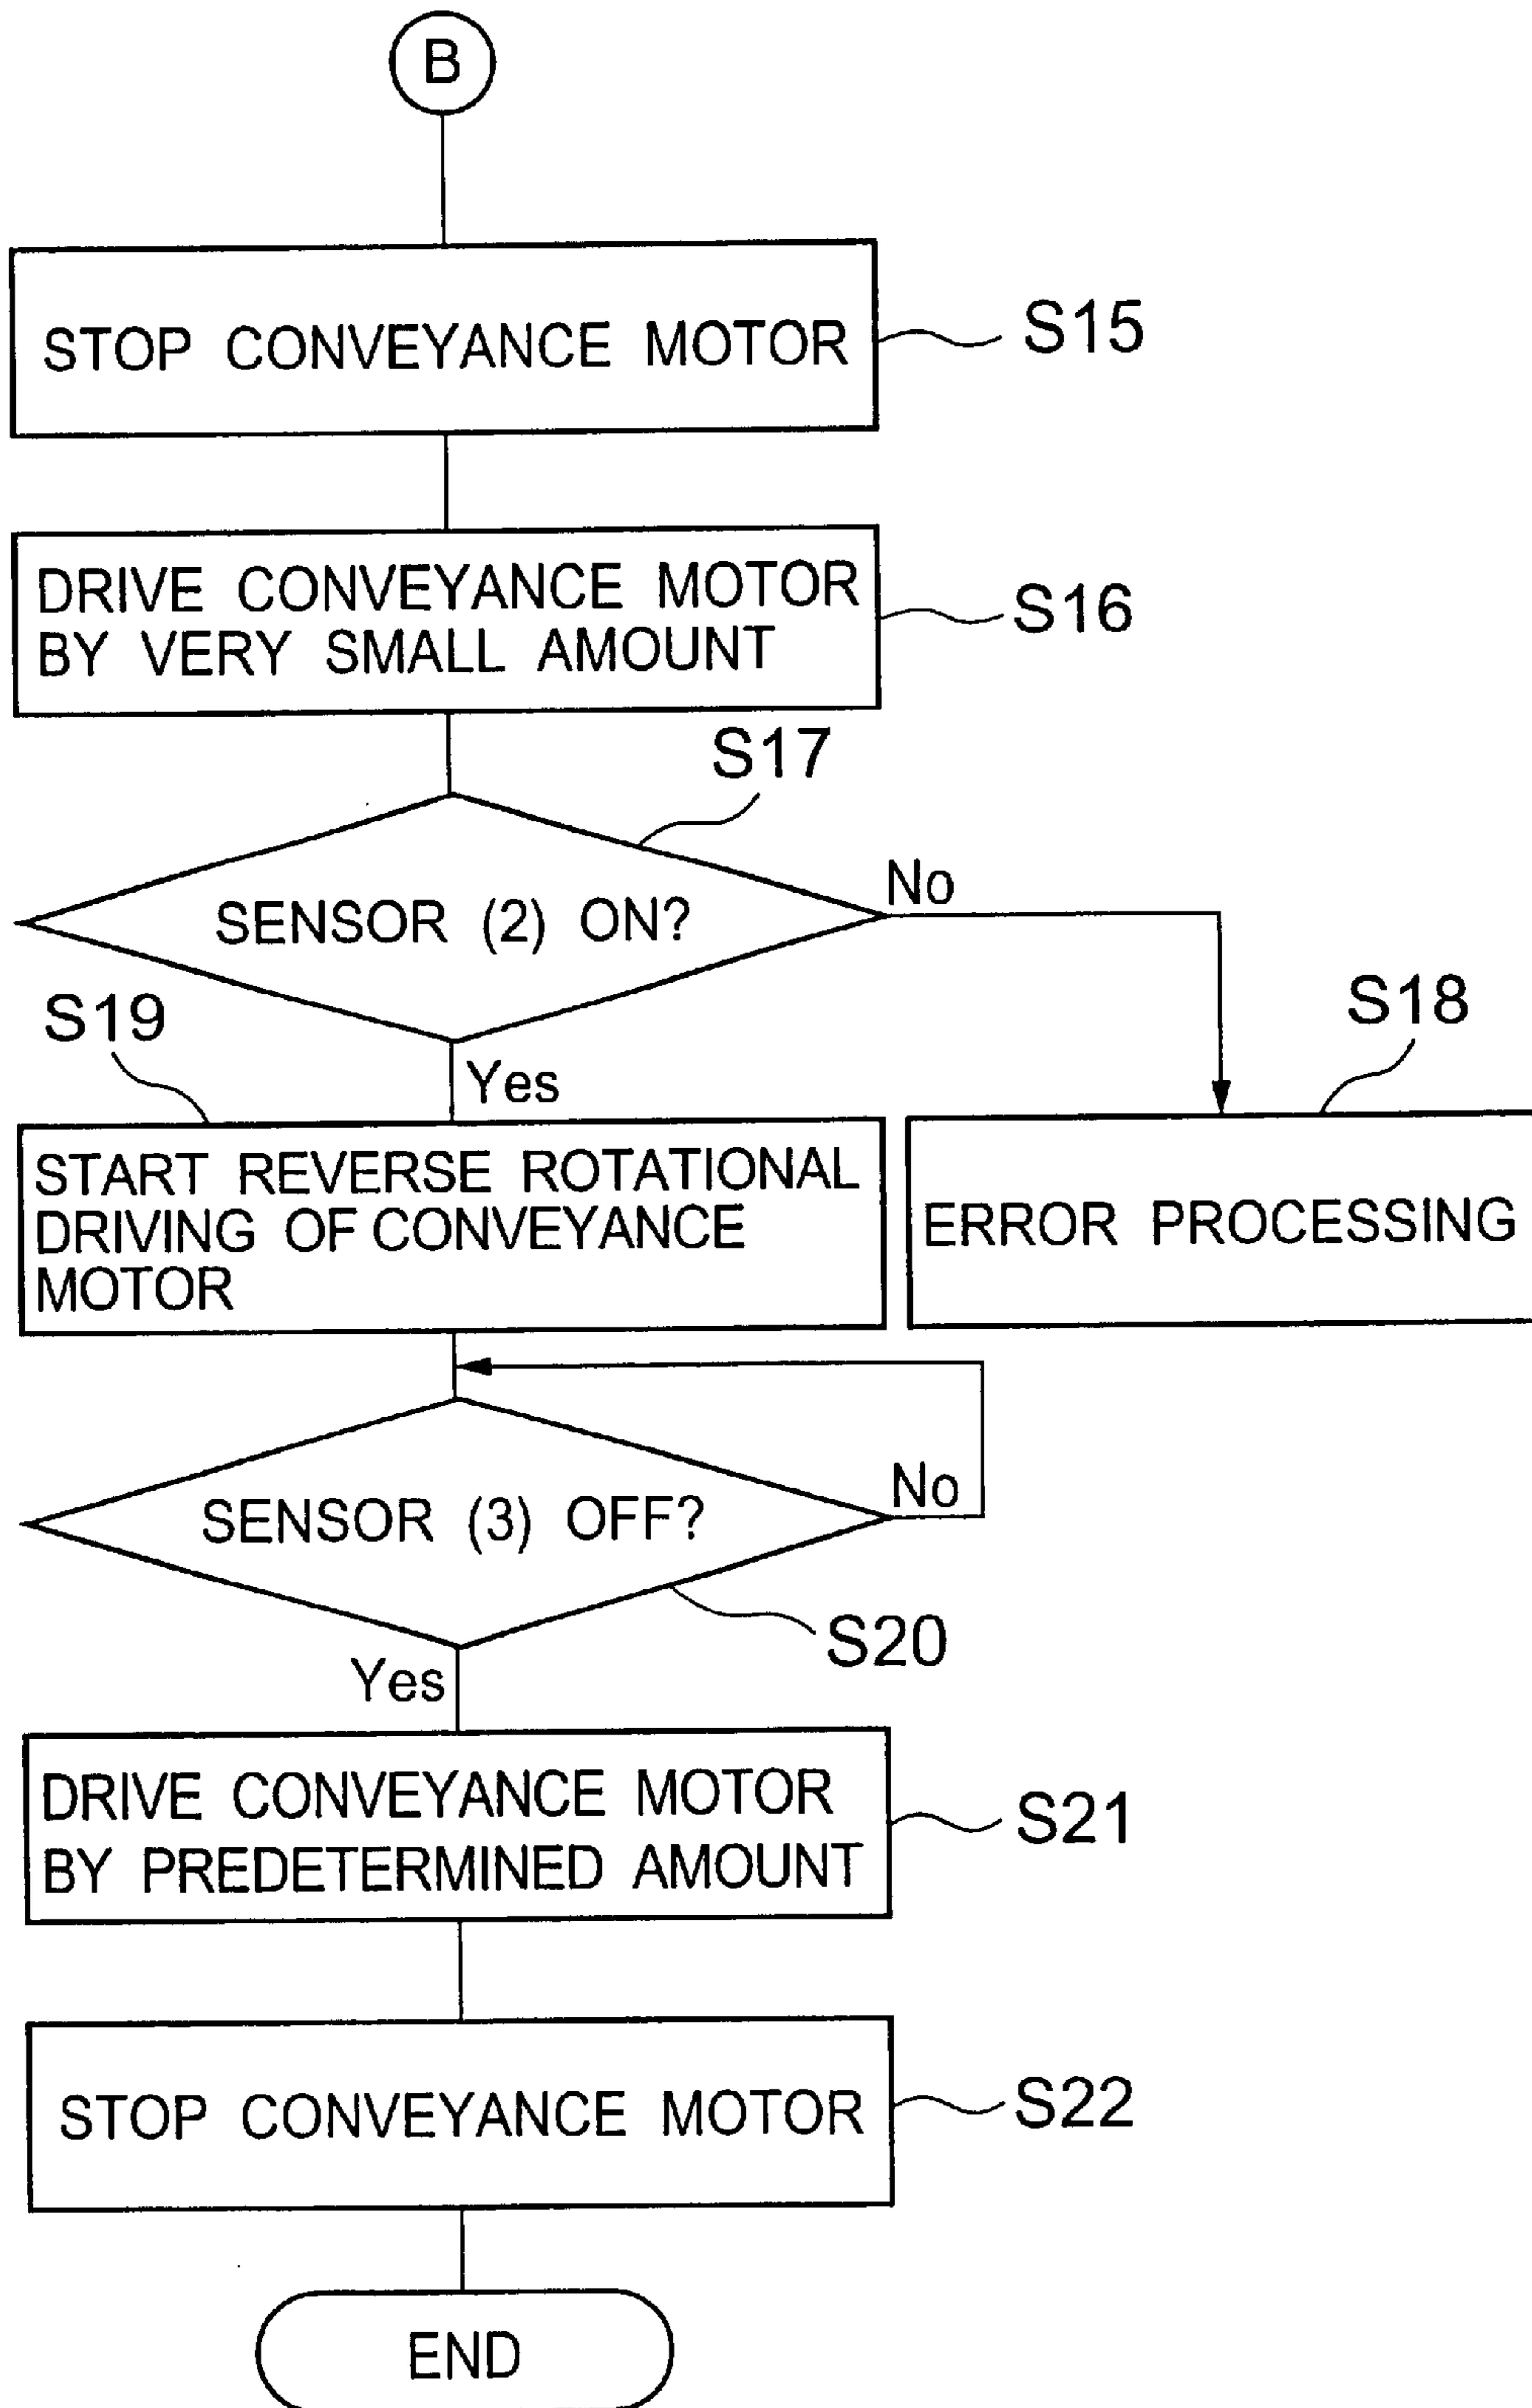 B
STOP CONVEYANCE MOTOR
S15
DRIVE CONVEYANCE MOTOR
BY VERY SMALL AMOUNT
S16
S17
SENSOR (2) ON?
No
S19
Yes
S18
START REVERSE ROTATIONAL
DRIVING OF CONVEYANCE
MOTOR
ERROR PROCESSING
SENSOR (3) OFF?
No
S20
Yes
DRIVE CONVEYANCE MOTOR
BY PREDETERMINED AMOUNT
S21
STOP CONVEYANCE MOTOR
S22
END